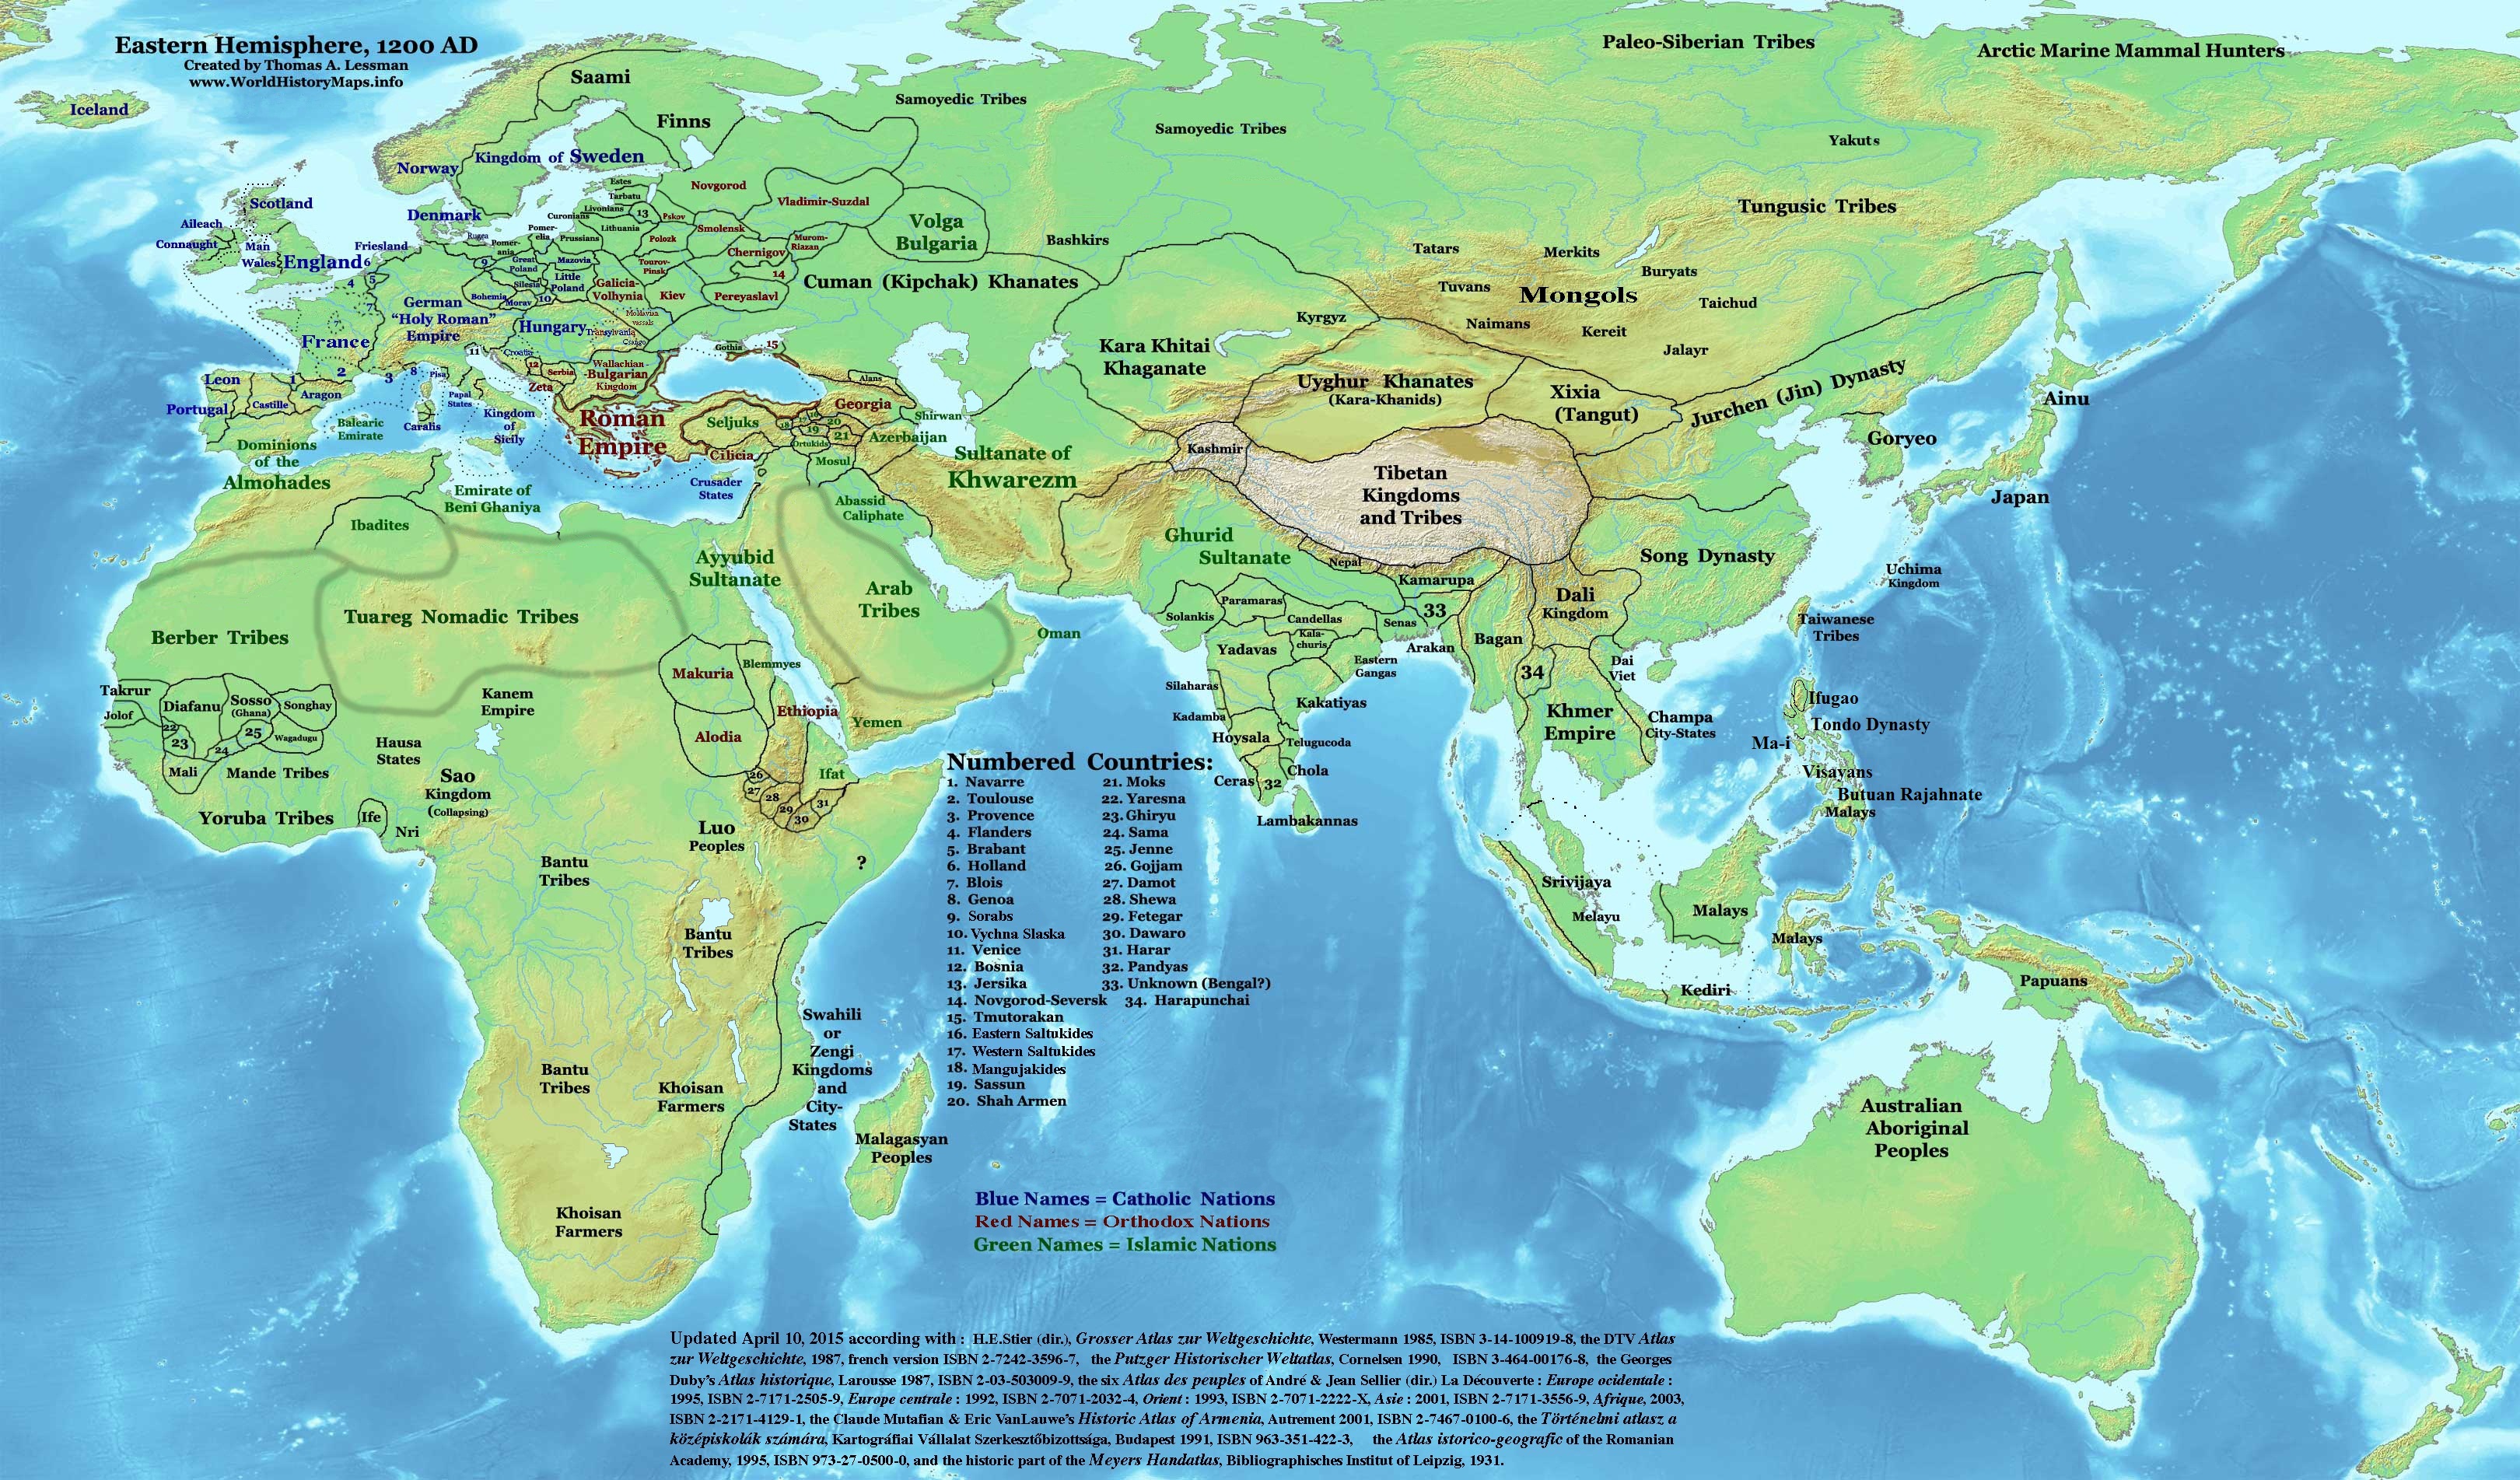 Eastern Hemisphere, 1200 AD
Created by Thomas A. Lessman
www.WorldHistoryMaps.info
Paleo-Siberian Tribes
Arctic Marine Mammal Hunters
Iceland
Saami
Samoyedic Tribes
Finns
Samoyedic Tribes
Yakuts
Norway
Kingdom of Sweden
Estes
Tarbatu
Livonians
13
Curonians
Novgorod
Pskov
Vladimir-Suzdal
Tungusic Tribes
Scotland
Aileach
Connaught
Man
Wales
England
6
Denmark
Friesland
Rugea
Pomer-
ania
Pomer-
elia
Prussians
Lithuania
Polozk
Smolensk
Chernigov
Murom-
Riazan
Volga
Bulgaria
Bashkirs
Tatars
Merkits
Buryats
Tuvans
Mongols
Taichud
Naimans
Kereit
Jalayr
Kyrgyz
4
5
7
7
9
Great
Poland
Mazovia
Silesia
Little
Poland
Tourov-
Pinsk
14
Cuman (Kipchak) Khanates
Bohemia
Morav
10
Galicia-
Volhynia
Kiev
Pereyaslavl
German
"Holy Roman"
Empire
Hungary
Transylvania
Moldavian
vassals
Csango
France
11
Croatia
Gothia
15
Kara Khitai
Khaganate
Leon
1
2
3
8
Pisa
12
Serbia
Wallachian
Bulgarian
Kingdom
Zeta
Alans
Portugal
Castille
Aragon
Papal
States
Kingdom
of
Sicily
Caralis
Balearic
Emirate
Roman
Empire
Georgia
Shirwan
Seljuks
18
17
16
19
20
21
Azerbaijan
Ortukids
Cilicia
Mosul
Uyghur Khanates
(Kara-Khanids)
Xixia
(Tangut)
Jurchen (Jin) Dynasty
Ainu
Goryeo
Japan
Kashmir
Sultanate of
Khwarezm
Dominions
of the
Almohades
Emirate of
Beni Ghaniya
Crusader
States
Abassid
Caliphate
Ibadites
Tibetan
Kingdoms
and Tribes
Ghurid
Sultanate
Song Dynasty
Nepal
Kamarupa
Uchima
Kingdom
Ayyubid
Sultanate
Arab
Tribes
Oman
Tuareg Nomadic Tribes
Berber Tribes
Solankis
Paramaras
Candellas
Kala-
churis
Senas
33
Dali
Kingdom
Taiwanese
Tribes
Arakan
Bagan
Yadavas
Eastern
Gangas
Makuria
Blemmyes
34
Dai
Viet
Takrur
Jolof
Diafanu
Sosso
(Ghana)
Songhay
22
23
24
25
Wagadugu
Mali
Mande Tribes
Kanem
Empire
Hausa
States
Sao
Kingdom
(Collapsing)
Yoruba Tribes
Ife
Nri
Ethiopia
Alodia
Yemen
Ifat
26
27
28
29
30
31
Luo
Peoples
?
Silaharas
Kadamba
Kakatiyas
Hoysala
Telugucoda
Chola
Ceras
32
Lambakannas
Khmer
Empire
Champa
City-States
Ifugao
Tondo Dynasty
Ma-i
Visayans
Butuan Rajahnate
Malays
Numbered Countries:
1. Navarre
2. Toulouse
3. Provence
4. Flanders
5. Brabant
6. Holland
7. Blois
8. Genoa
9. Sorabs
10. Vychna Slaska
11. Venice
12. Bosnia
13. Jersika
14. Novgorod-Seversk
15. Tmutorakan
16. Eastern Saltukides
17. Western Saltukides
18. Mangujakides
19. Sassun
20. Shah Armen
21. Moks
22. Yaresna
23. Ghiryu
24. Sama
25. Jenne
26. Gojjam
27. Damot
28. Shewa
29. Fetegar
30. Dawaro
31. Harar
32. Pandyas
33. Unknown (Bengal?)
34. Harapunchai
Bantu
Tribes
Bantu
Tribes
Srivijaya
Melayu
Malays
Malays
Kediri
Papuans
Swahili
or
Zengi
Kingdoms
and
City-
States
Bantu
Tribes
Khoisan
Farmers
Malagasyan
Peoples
Khoisan
Farmers
Australian
Aboriginal
Peoples
Blue Names = Catholic Nations
Red Names = Orthodox Nations
Green Names = Islamic Nations
Updated April 10, 2015 according with : H.E.Stier (dir.), Grosser Atlas zur Weltgeschichte, Westermann 1985, ISBN 3-14-100919-8, the DTV Atlas
zur Weltgeschichte, 1987, french version ISBN 2-7242-3596-7, the Putzger Historischer Weltatlas, Cornelsen 1990, ISBN 3-464-00176-8, the Georges
Duby's Atlas historique, Larousse 1987, ISBN 2-03-503009-9, the six Atlas des peuples of André & Jean Sellier (dir.) La Découverte : Europe ocidentale :
1995, ISBN 2-7171-2505-9, Europe centrale : 1992, ISBN 2-7071-2032-4, Orient : 1993, ISBN 2-7071-2222-X, Asie : 2001, ISBN 2-7171-3556-9, Afrique, 2003,
ISBN 2-2171-4129-1, the Claude Mutafian & Eric VanLauwe's Historic Atlas of Armenia, Autrement 2001, ISBN 2-7467-0100-6, the Történelmi atlasz a
középiskolák számára, Kartográfiai Vállalat Szerkesztőbizottsága, Budapest 1991, ISBN 963-351-422-3, the Atlas istorico-geografic of the Romanian
Academy, 1995, ISBN 973-27-0500-0, and the historic part of the Meyers Handatlas, Bibliographisches Institut of Leipzig, 1931.